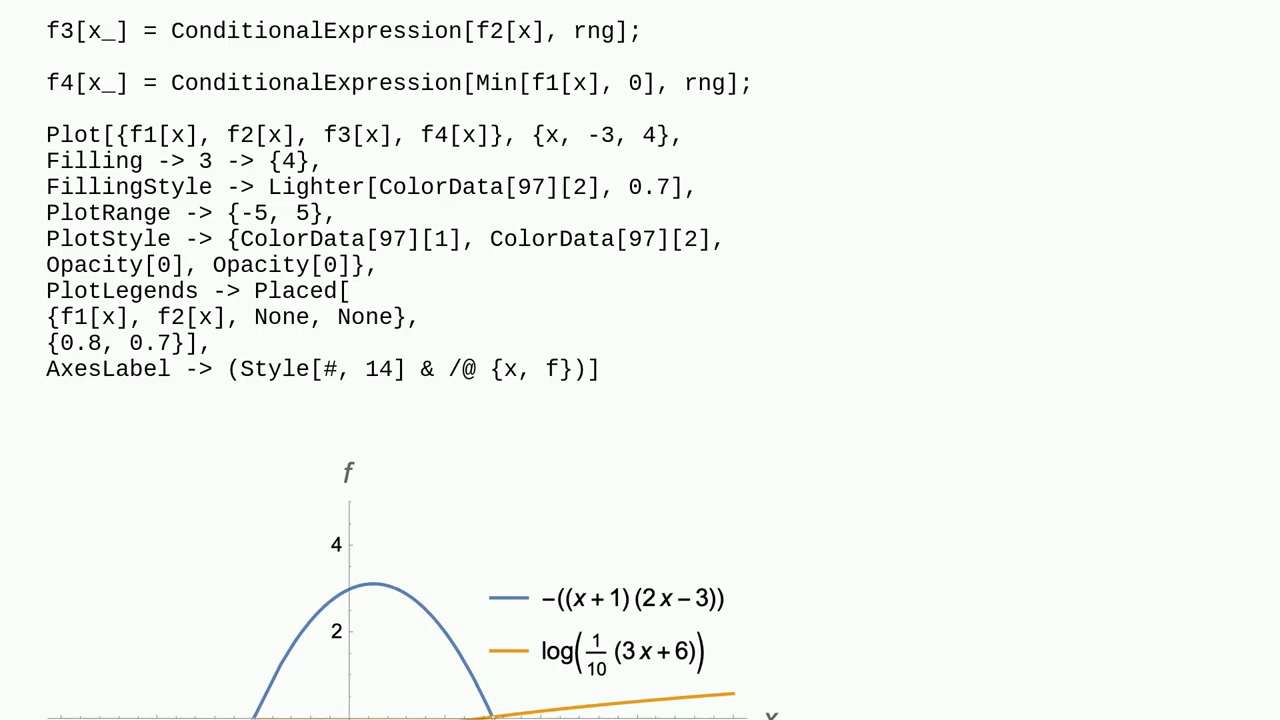 f3[x_] = ConditionalExpression[f2[x], rng];
f4[x_] = ConditionalExpression[Min[f1[x], 0], rng];
Plot[{f1[x], f2[x], f3[x], f4[x]}, {x, -3, 4},
Filling -> 3 -> {4},
FillingStyle -> Lighter[ColorData[97][2], 0.7],
PlotRange -> {-5, 5},
PlotStyle -> {ColorData[97][1], ColorData[97][2],
Opacity[0], Opacity[0]},
PlotLegends -> Placed[
{f1[x], f2[x], None, None},
{0.8, 0.7}],
AxesLabel -> (Style[#, 14] & /@ {x, f})]
f
4
−((x + 1) (2 x − 3))
2
log(1/10 (3 x + 6))
x